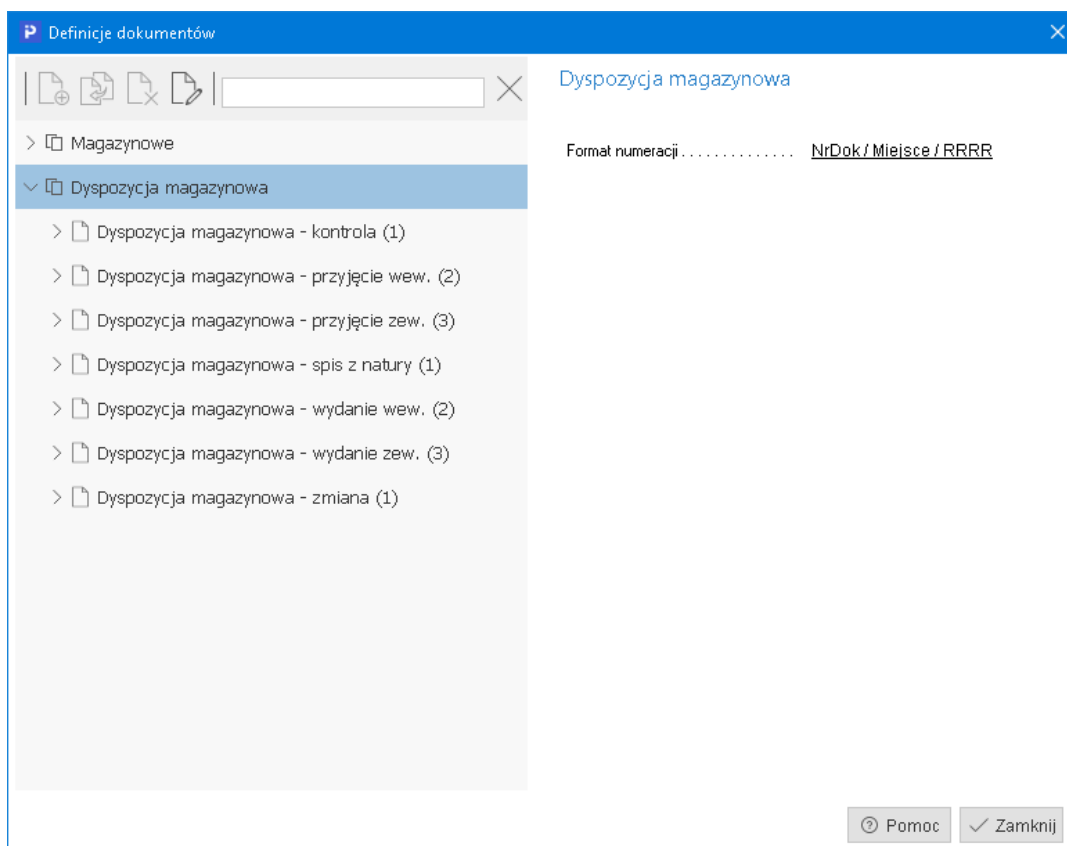 Definicje dokumentów
Dyspozycja magazynowa
Magazynowe
Format numeracji . . . . . . . . . . . . . . NrDok / Miejsce / RRRR
Dyspozycja magazynowa
Dyspozycja magazynowa - kontrola (1)
Dyspozycja magazynowa - przyjęcie wew. (2)
Dyspozycja magazynowa - przyjęcie zew. (3)
Dyspozycja magazynowa - spis z natury (1)
Dyspozycja magazynowa - wydanie wew. (2)
Dyspozycja magazynowa - wydanie zew. (3)
Dyspozycja magazynowa - zmiana (1)
Pomoc
Zamknij